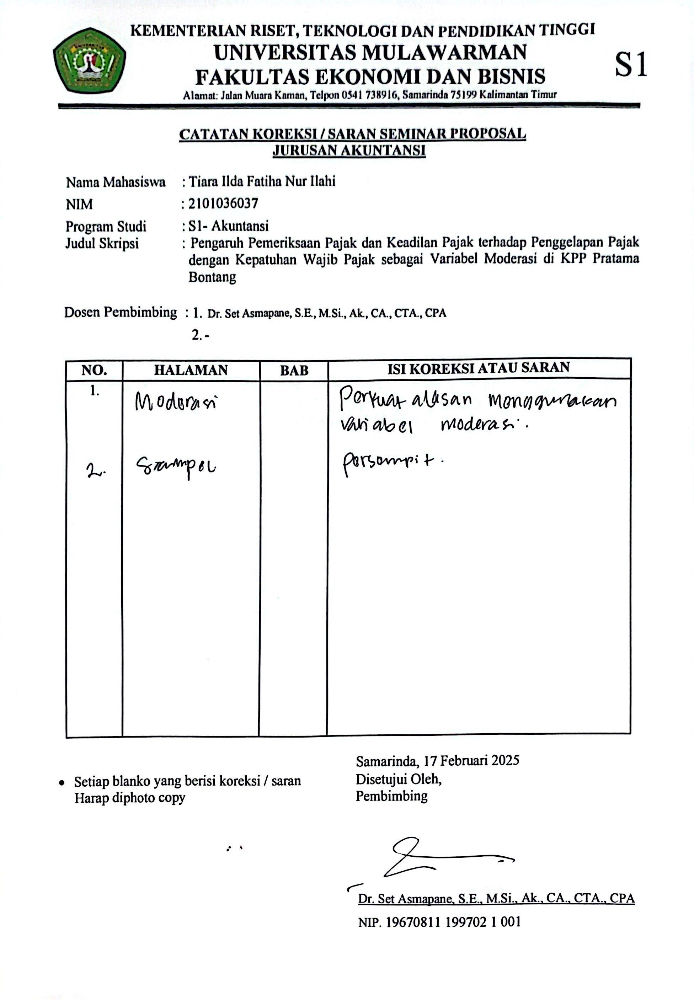 KEMENTERIAN RISET, TEKNOLOGI DAN PENDIDIKAN TINGGI
UNIVERSITAS MULAWARMAN
FAKULTAS EKONOMI DAN BISNIS
S1
Alamat: Jalan Muara Kaman, Telpon 0541 738916, Samarinda 75199 Kalimantan Timur
CATATAN KOREKSI / SARAN SEMINAR PROPOSAL
JURUSAN AKUNTANSI
Nama Mahasiswa : Tiara Ilda Fatiha Nur Ilahi
NIM : 2101036037
Program Studi : S1- Akuntansi
Judul Skripsi : Pengaruh Pemeriksaan Pajak dan Keadilan Pajak terhadap Penggelapan Pajak
dengan Kepatuhan Wajib Pajak sebagai Variabel Moderasi di KPP Pratama
Bontang
Dosen Pembimbing : 1. Dr. Set Asmapane, S.E., M.Si., Ak., CA., CTA., CPA
2. -
NO. HALAMAN BAB ISI KOREKSI ATAU SARAN
1. Moderasi Perkuat alasan menggunakan
variabel moderasi.
2. Sampel persempit.
Samarinda, 17 Februari 2025
• Setiap blanko yang berisi koreksi / saran Disetujui Oleh,
Harap diphoto copy Pembimbing
Dr. Set Asmapane, S.E., M.Si., Ak., CA., CTA., CPA
NIP. 19670811 199702 1 001